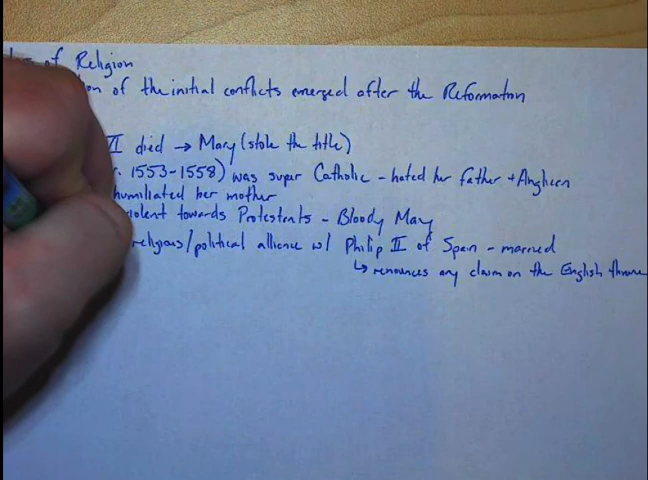 of Religion
of the initial conflicts emerged after the Reformation
VI died → Mary (stole the title)
r. 1553-1558) was super Catholic - hated her father + Anglican
humiliated her mother
violent towards Protestants - Bloody Mary
religious/political alliance w/ Philip II of Spain - married
↳ renounces any claim on the English throne